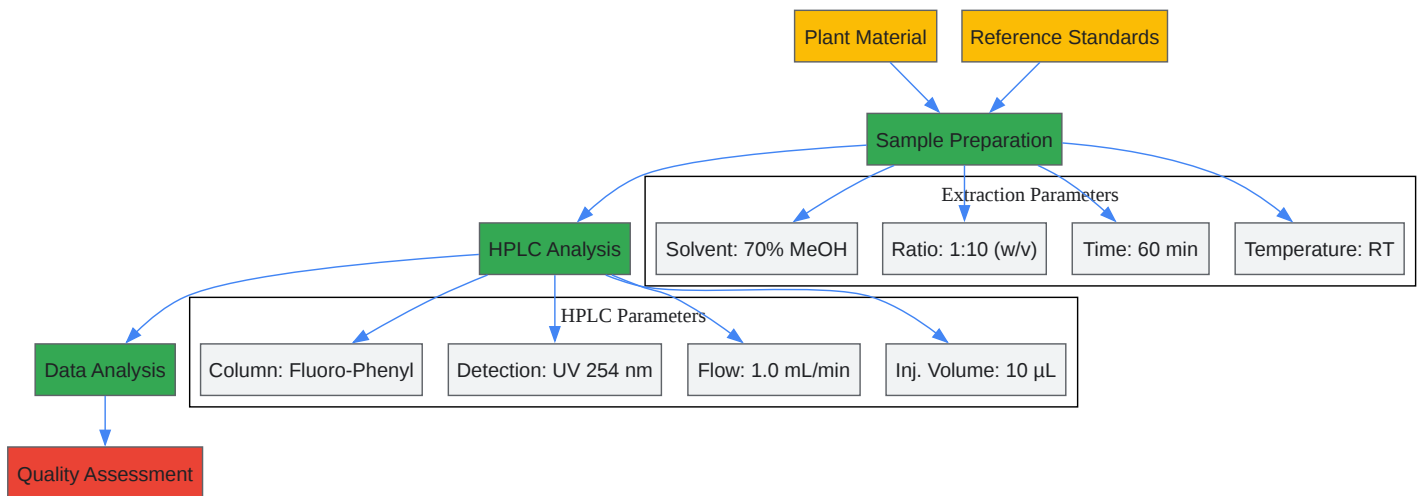 Plant Material
Reference Standards
Sample Preparation
Extraction Parameters
Solvent: 70% MeOH
Ratio: 1:10 (w/v)
Time: 60 min
Temperature: RT
HPLC Analysis
HPLC Parameters
Column: Fluoro-Phenyl
Detection: UV 254 nm
Flow: 1.0 mL/min
Inj. Volume: 10 µL
Data Analysis
Quality Assessment